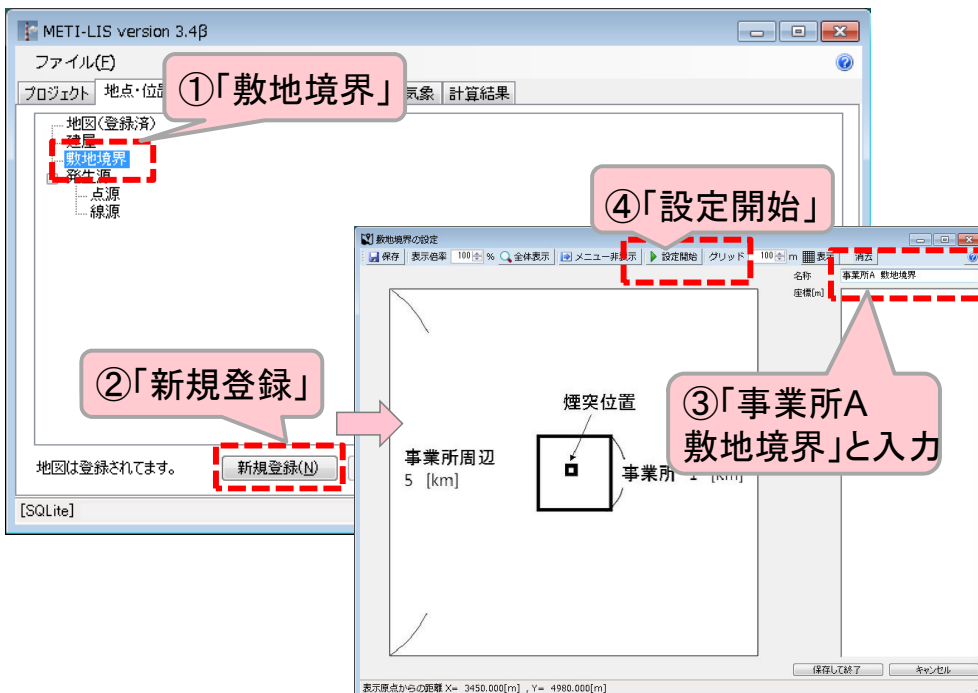 METI-LIS version 3.4β
ファイル(F)
プロジェクト 地点・位
気象 計算結果
①「敷地境界」
地図(登録済)
建屋
敷地境界
発生源
点源
線源
④「設定開始」
敷地境界の設定
保存 表示倍率 100 % 全体表示 メニュー非表示 設定開始 グリッド 100 m 表示 消去
名称 事業所A 敷地境界
座標[m]
②「新規登録」
煙突位置
③「事業所A
敷地境界」と入力
事業所周辺
5 [km]
事業所 1 [km]
地図は登録されてます。
新規登録(N)
[SQLite]
保存して終了 キャンセル
表示原点からの距離 X= 3450.000[m] , Y= 4980.000[m]